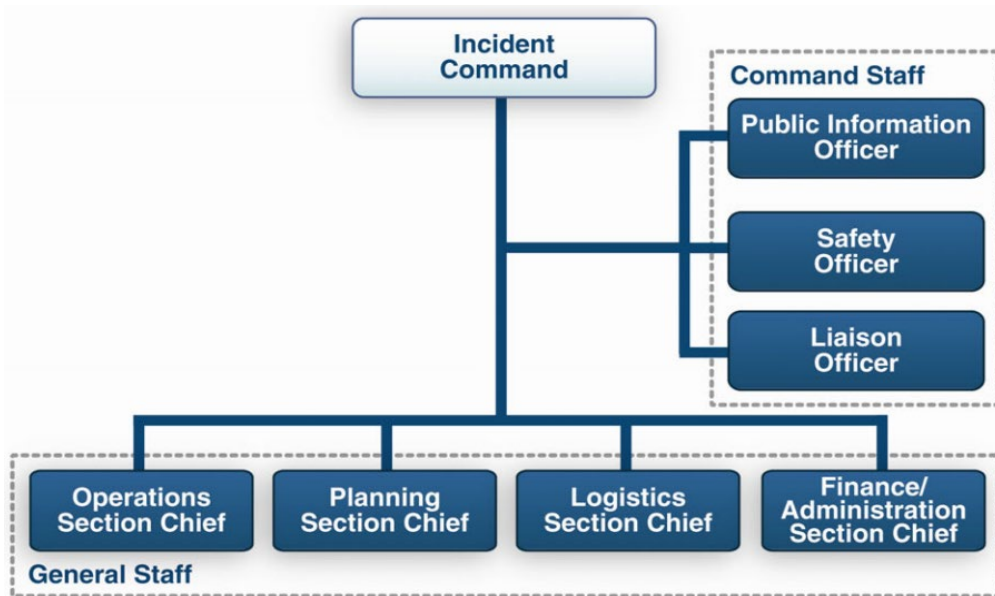 Incident
Command
Command Staff
Public Information
Officer
Safety
Officer
Liaison
Officer
Operations
Section Chief
Planning
Section Chief
Logistics
Section Chief
Finance/
Administration
Section Chief
General Staff